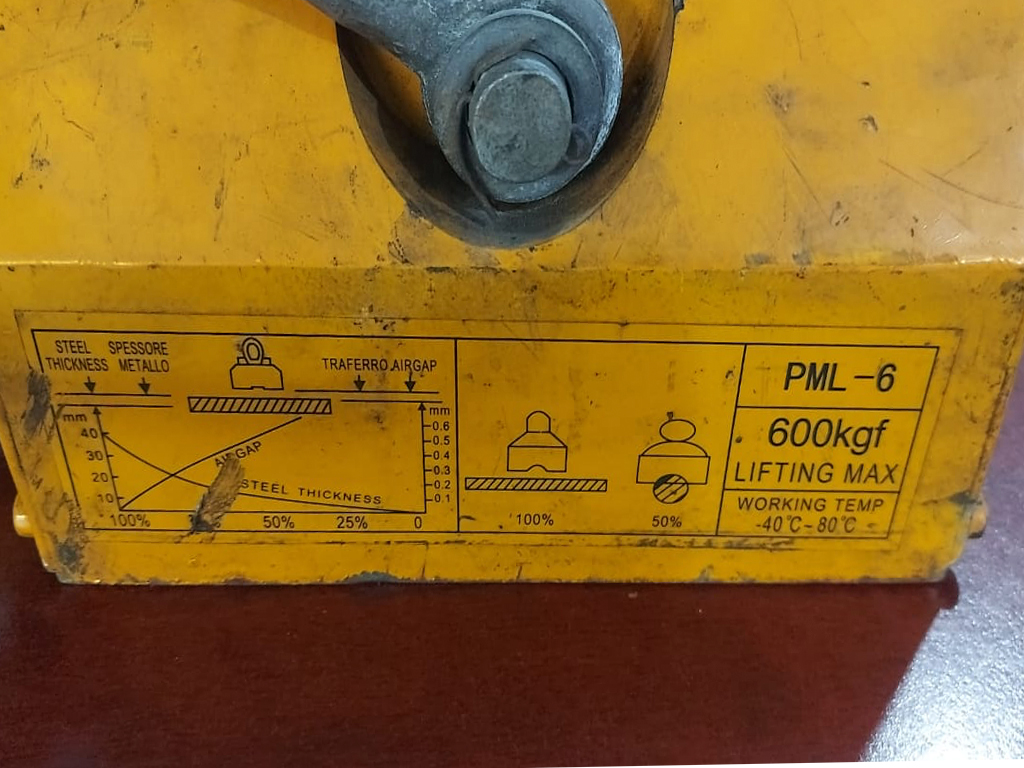 STEEL THICKNESS
SPESSORE METALLO
TRAFERRO AIRGAP
mm
40
30
20
10
mm
0.6
0.5
0.4
0.3
0.2
0.1
AIRGAP
STEEL THICKNESS
100% 50% 25% 0
100%
50%
PML-6
600kgf
LIFTING MAX
WORKING TEMP
-40℃-80℃